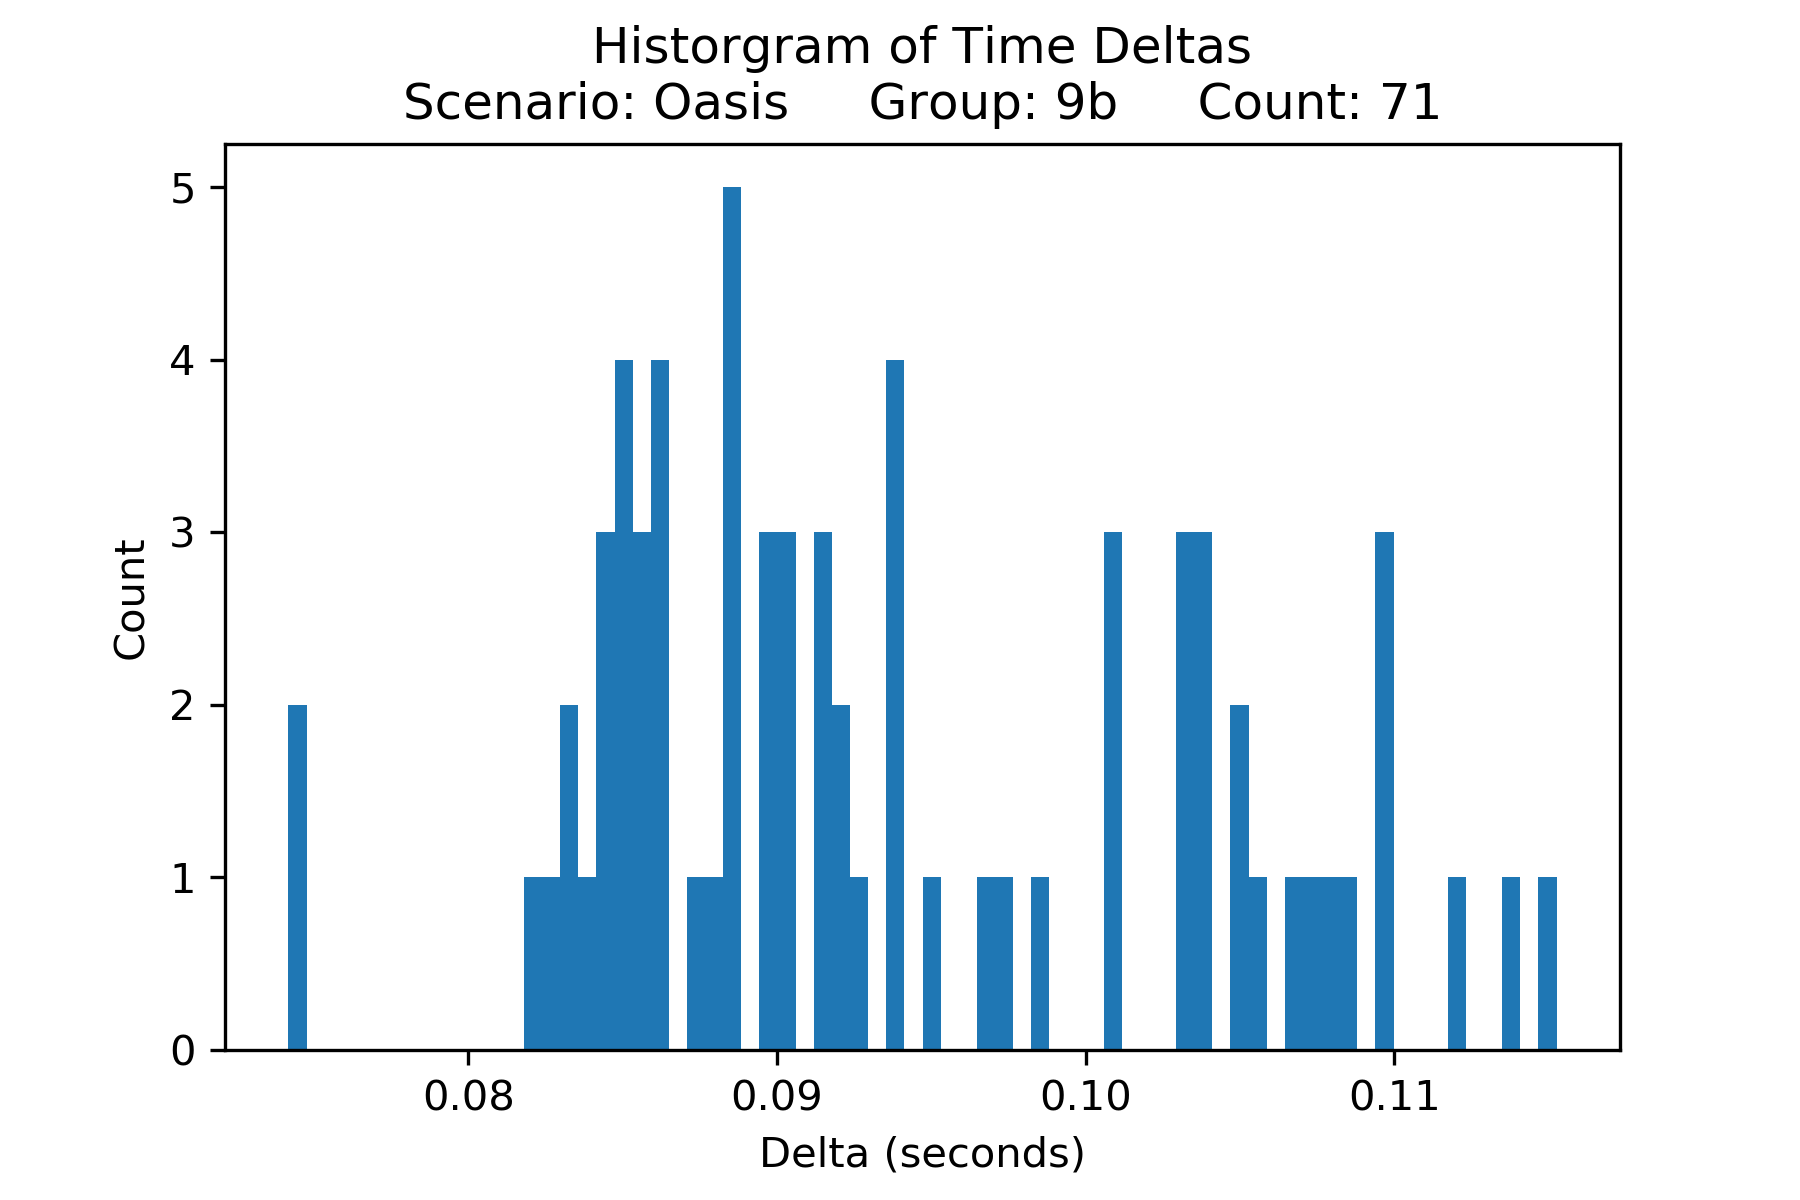 Historgram of Time Deltas
Scenario: Oasis Group: 9b Count: 71
5
4
3
2
1
0
Count
0.08 0.09 0.10 0.11
Delta (seconds)